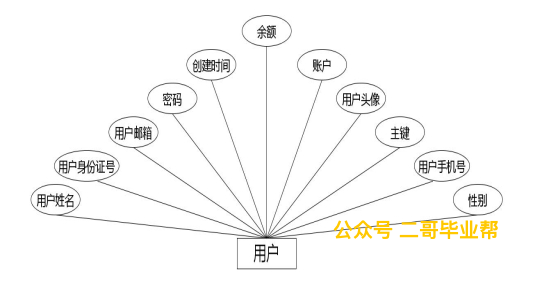 余额
创建时间
账户
密码
用户头像
用户邮箱
主键
用户身份证号
用户手机号
用户姓名
性别
公众号 二哥毕业帮
用户